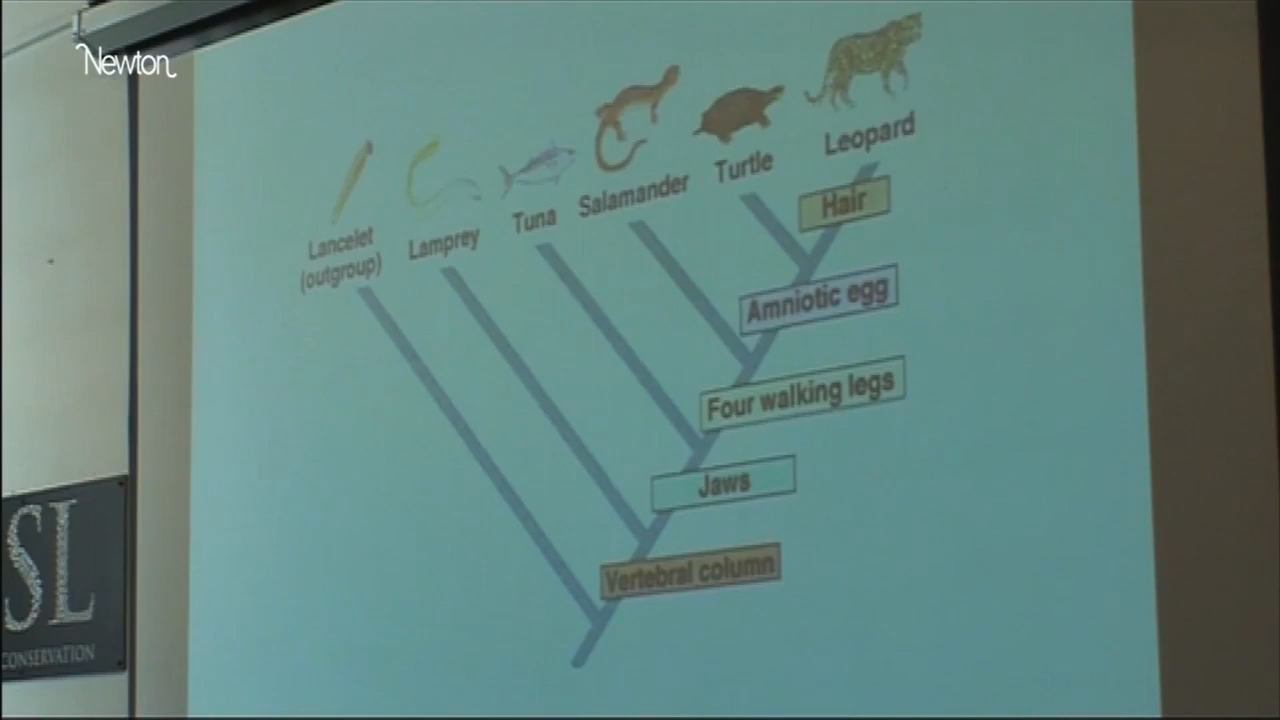 Newton
Leopard
Turtle
Salamander
Tuna
Lamprey
Lancelet
(outgroup)
Hair
Amniotic egg
Four walking legs
Jaws
Vertebral column
SL
CONSERVATION